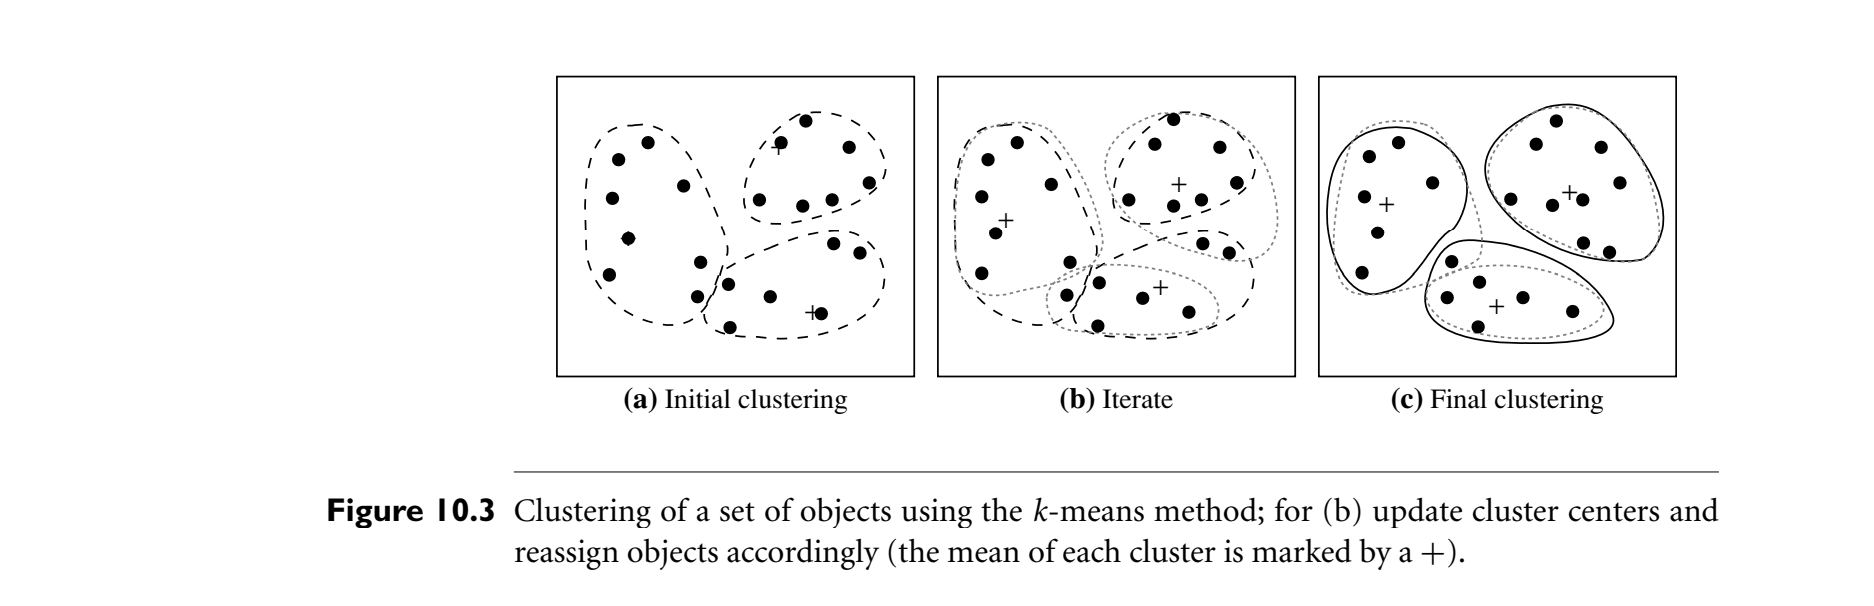 (a) Initial clustering
(b) Iterate
(c) Final clustering
Figure 10.3 Clustering of a set of objects using the k-means method; for (b) update cluster centers and
reassign objects accordingly (the mean of each cluster is marked by a +).